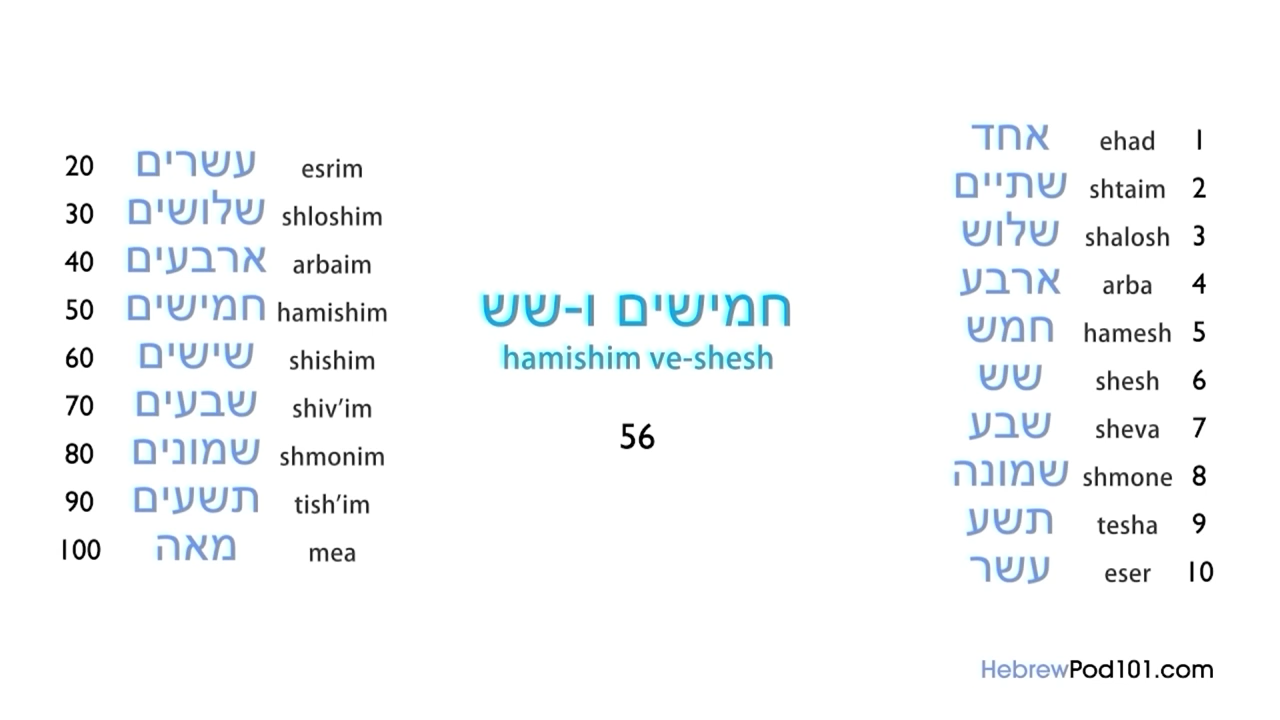 20 עשרים esrim
30 שלושים shloshim
40 ארבעים arbaim
50 חמישים hamishim
60 שישים shishim
70 שבעים shiv’im
80 שמונים shmonim
90 תשעים tish’im
100 מאה mea
חמישים ו-שש
hamishim ve-shesh
56
אחד ehad 1
שתיים shtaim 2
שלוש shalosh 3
ארבע arba 4
חמש hamesh 5
שש shesh 6
שבע sheva 7
שמונה shmone 8
תשע tesha 9
עשר eser 10
HebrewPod101.com